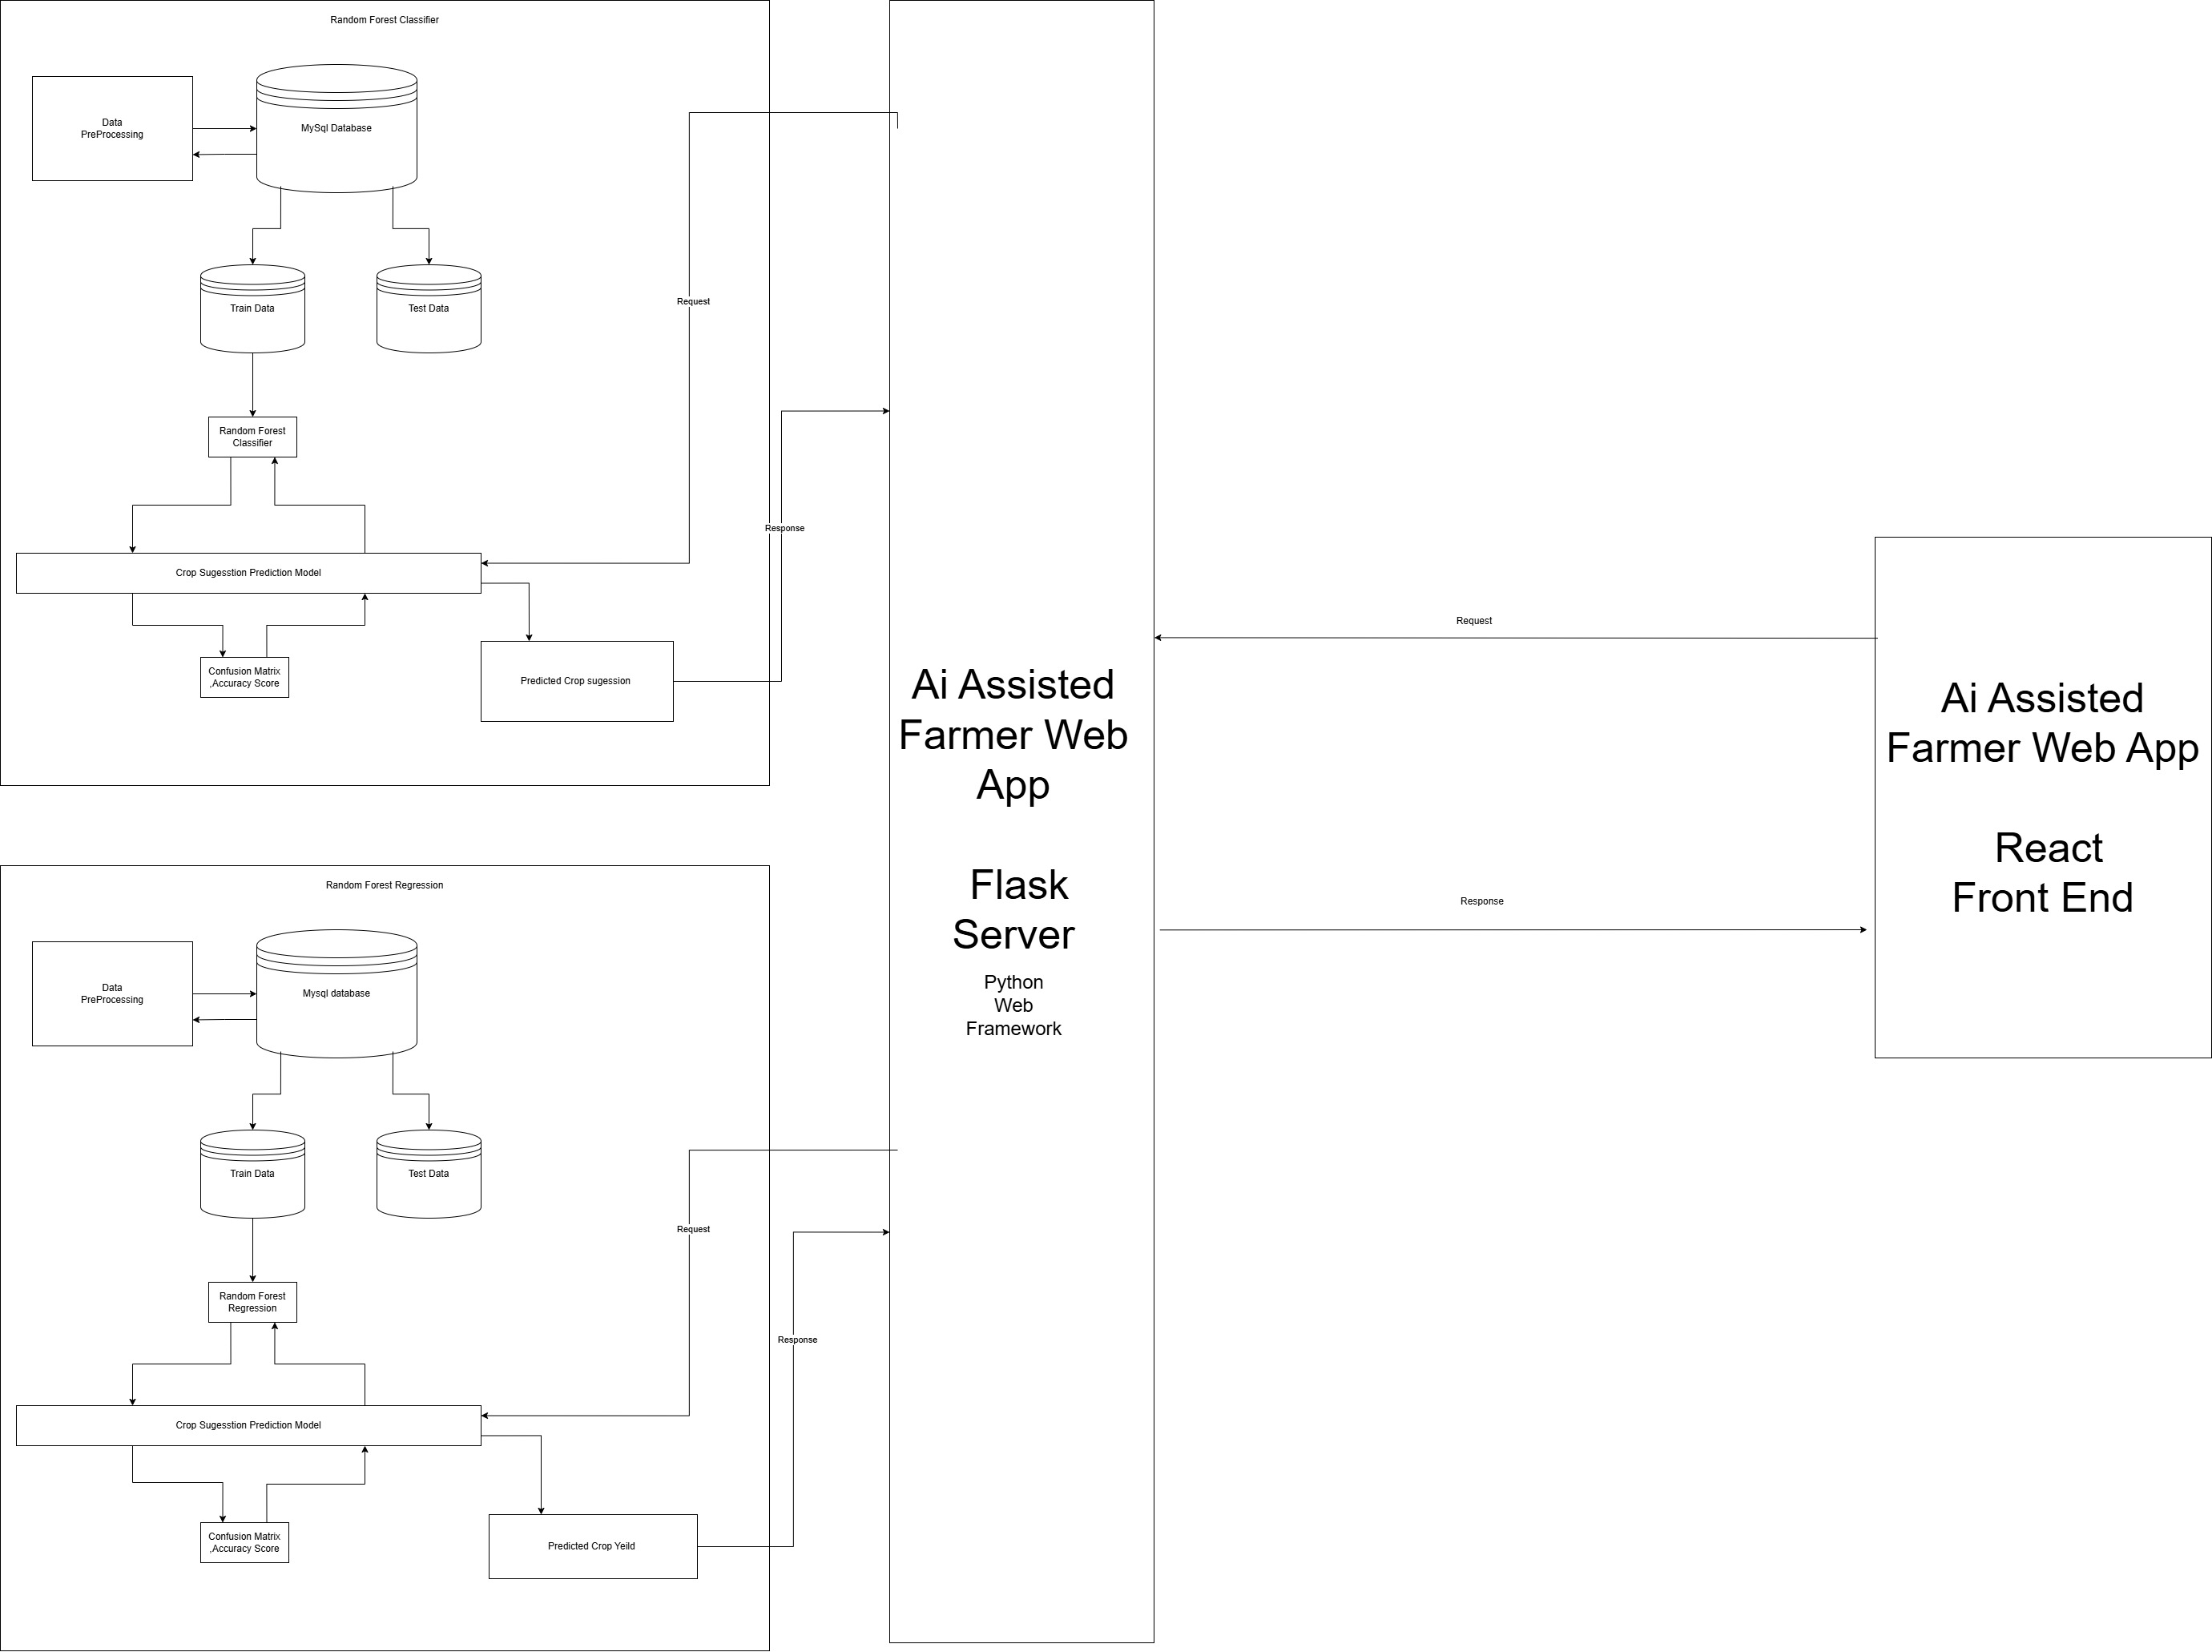 Random Forest Classifier
Data
PreProcessing
MySql Database
Train Data
Test Data
Request
Random Forest
Classifier
Response
Crop Sugesstion Prediction Model
Confusion Matrix
,Accuracy Score
Predicted Crop sugession
Random Forest Regression
Data
PreProcessing
Mysql database
Train Data
Test Data
Request
Random Forest
Regression
Response
Crop Sugesstion Prediction Model
Confusion Matrix
,Accuracy Score
Predicted Crop Yeild
Ai Assisted
Farmer Web
App
Flask
Server
Python
Web
Framework
Request
Response
Ai Assisted
Farmer Web App
React
Front End